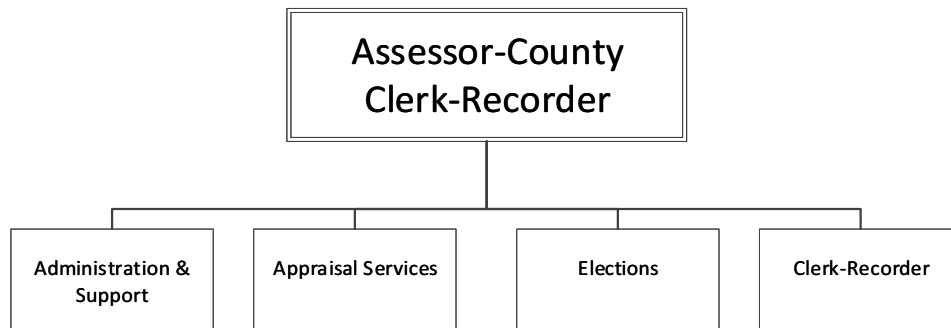 Assessor-County
Clerk-Recorder
Administration &
Support
Appraisal Services
Elections
Clerk-Recorder